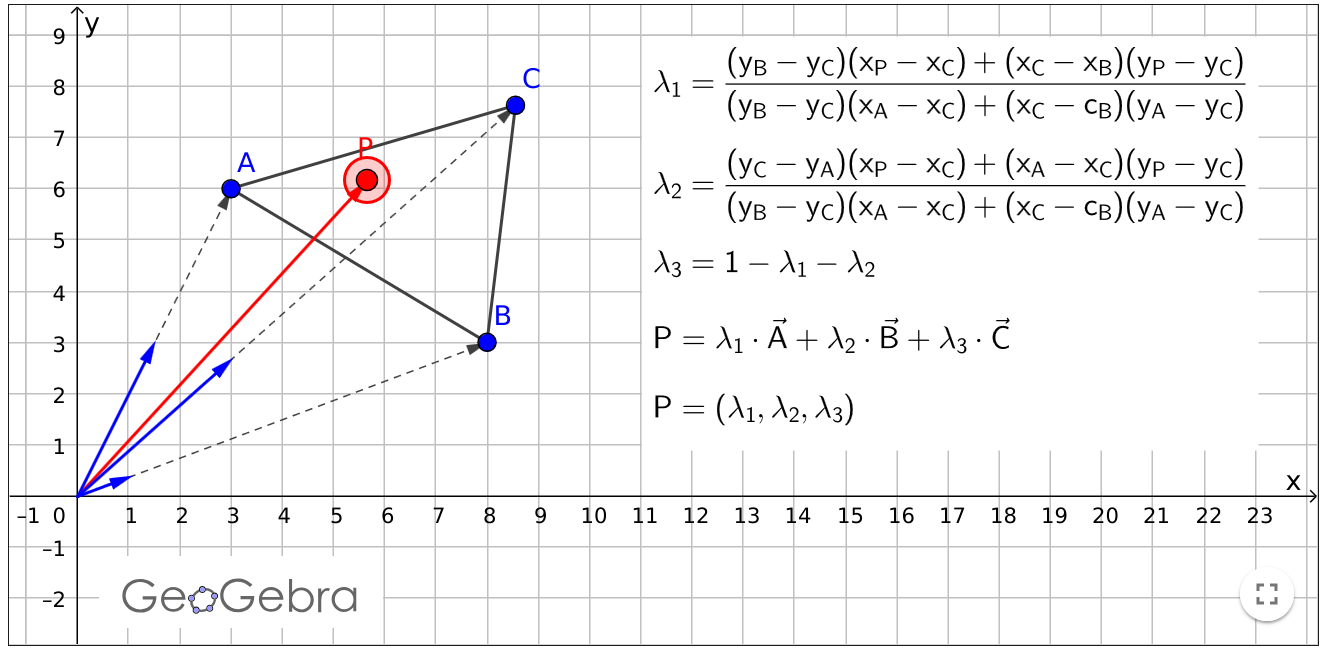 y
9
8
7
6
5
4
3
2
1
C
P
A
B
λ₁ = (y_B − y_C)(x_P − x_C) + (x_C − x_B)(y_P − y_C)
(y_B − y_C)(x_A − x_C) + (x_C − c_B)(y_A − y_C)
λ₂ = (y_C − y_A)(x_P − x_C) + (x_A − x_C)(y_P − y_C)
(y_B − y_C)(x_A − x_C) + (x_C − c_B)(y_A − y_C)
λ₃ = 1 − λ₁ − λ₂
P = λ₁ · A⃗ + λ₂ · B⃗ + λ₃ · C⃗
P = (λ₁, λ₂, λ₃)
x
–1 0 1 2 3 4 5 6 7 8 9 10 11 12 13 14 15 16 17 18 19 20 21 22 23
–1
–2
GeoGebra